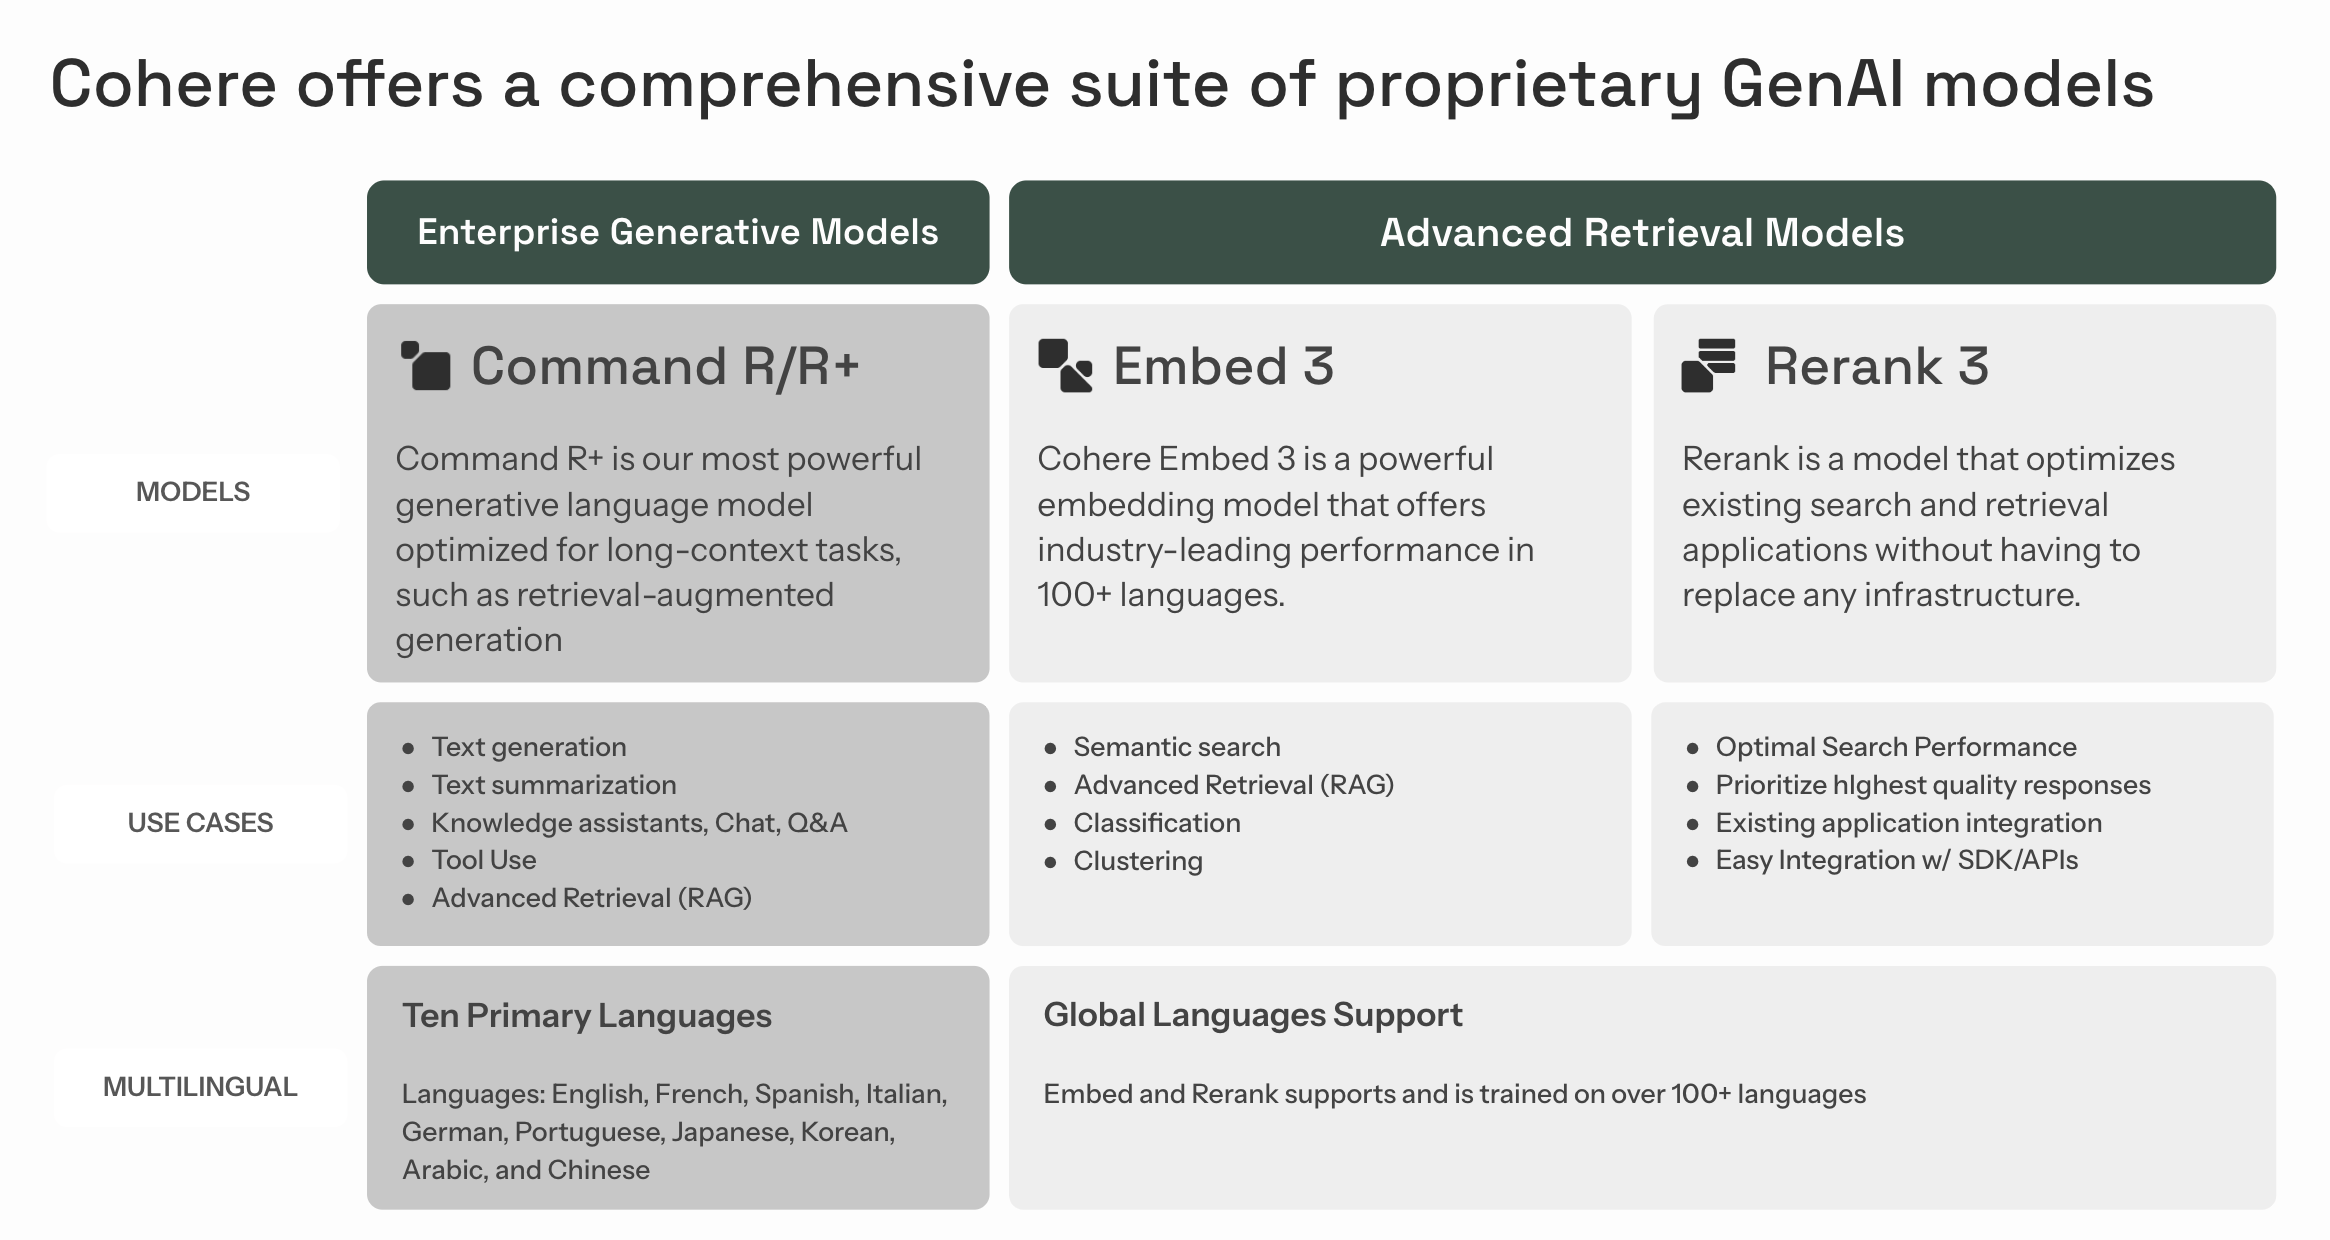 Cohere offers a comprehensive suite of proprietary GenAI models
Enterprise Generative Models
Advanced Retrieval Models
MODELS
Command R/R+
Command R+ is our most powerful
generative language model
optimized for long-context tasks,
such as retrieval-augmented
generation
Embed 3
Cohere Embed 3 is a powerful
embedding model that offers
industry-leading performance in
100+ languages.
Rerank 3
Rerank is a model that optimizes
existing search and retrieval
applications without having to
replace any infrastructure.
USE CASES
● Text generation
● Text summarization
● Knowledge assistants, Chat, Q&A
● Tool Use
● Advanced Retrieval (RAG)
● Semantic search
● Advanced Retrieval (RAG)
● Classification
● Clustering
● Optimal Search Performance
● Prioritize hIghest quality responses
● Existing application integration
● Easy Integration w/ SDK/APIs
MULTILINGUAL
Ten Primary Languages
Languages: English, French, Spanish, Italian,
German, Portuguese, Japanese, Korean,
Arabic, and Chinese
Global Languages Support
Embed and Rerank supports and is trained on over 100+ languages